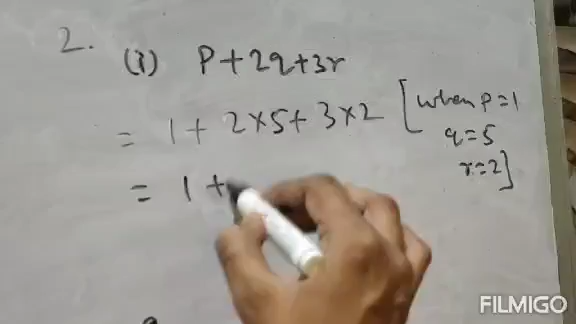 2.
(i) P+2q+3r
= 1 + 2×5 + 3×2 [when P=1
q=5
r=2]
= 1 +
FILMIGO